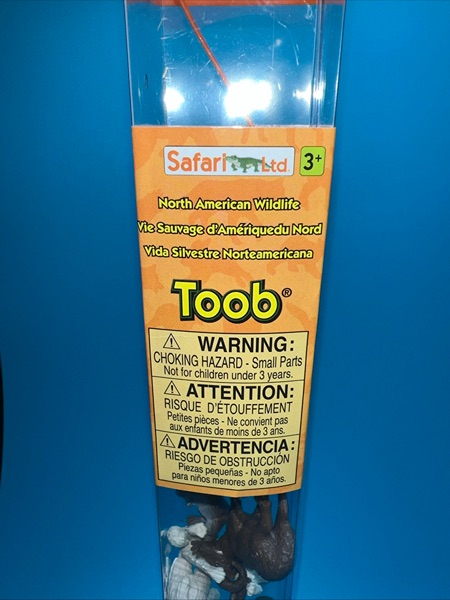 Safari Ltd.
3+
North American Wildlife
Vie Sauvage d'Amériquedu Nord
Vida Silvestre Norteamericana
Toob®
WARNING:
CHOKING HAZARD - Small Parts
Not for children under 3 years.
ATTENTION:
RISQUE D'ÉTOUFFEMENT
Petites pièces - Ne convient pas
aux enfants de moins de 3 ans.
ADVERTENCIA:
RIESGO DE OBSTRUCCIÓN
Piezas pequeñas - No apto
para niños menores de 3 años.